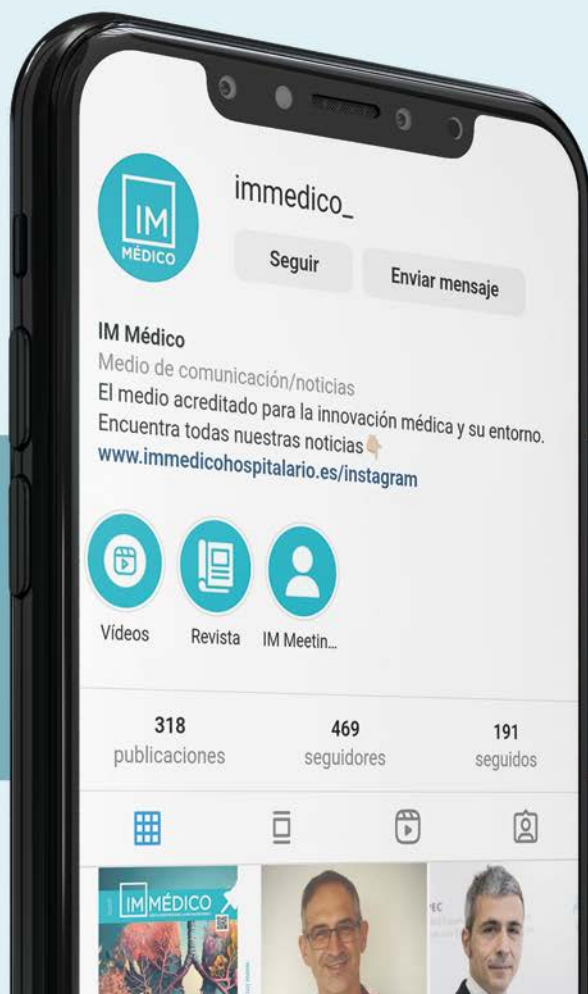 immedico_
IM
MÉDICO
Seguir
Enviar mensaje
IM Médico
Medio de comunicación/noticias
El medio acreditado para la innovación médica y su entorno.
Encuentra todas nuestras noticias👇🏻
www.immedicohospitalario.es/instagram
Vídeos
Revista
IM Meetin...
318
publicaciones
469
seguidores
191
seguidos
IM MÉDICO
PEC